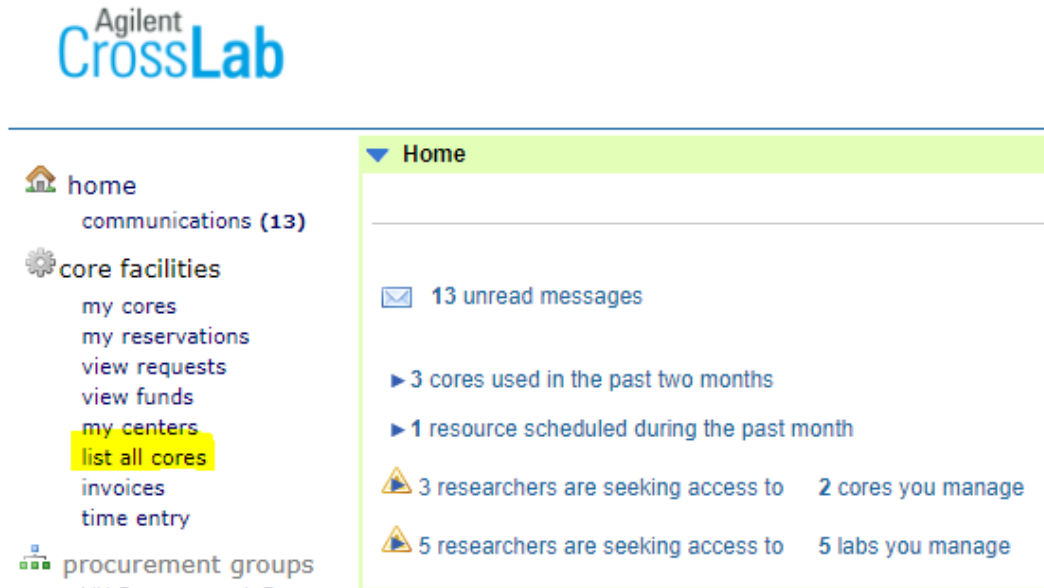 Agilent
CrossLab
home
communications (13)
core facilities
my cores
my reservations
view requests
view funds
my centers
list all cores
invoices
time entry
procurement groups
Home
13 unread messages
3 cores used in the past two months
1 resource scheduled during the past month
3 researchers are seeking access to 2 cores you manage
5 researchers are seeking access to 5 labs you manage